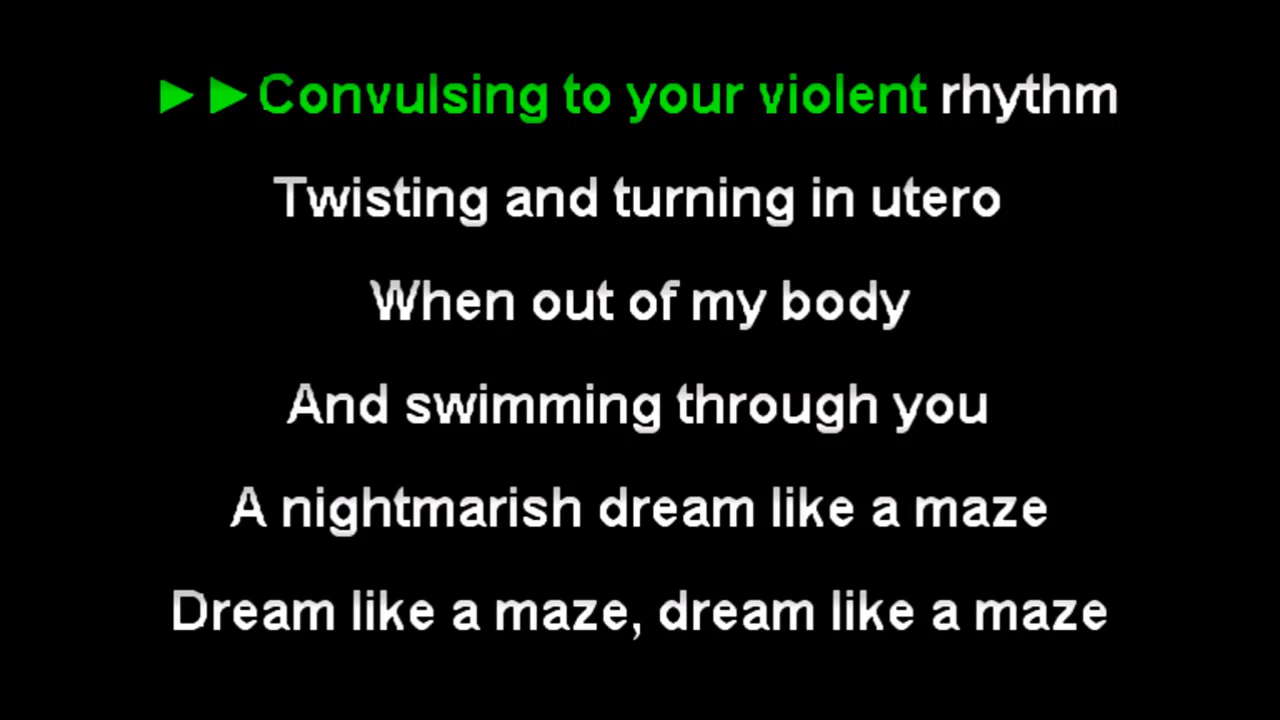 ►►Convulsing to your violent rhythm
Twisting and turning in utero
When out of my body
And swimming through you
A nightmarish dream like a maze
Dream like a maze, dream like a maze